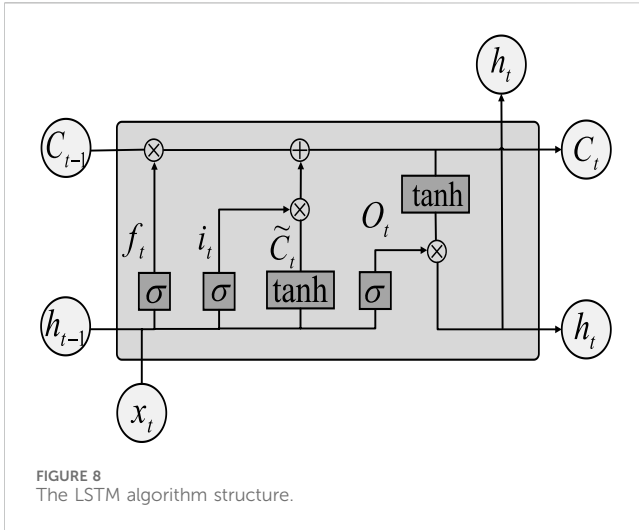 h_t
C_{t-1}
C_t
tanh
O_t
f_t
i_t
C̃_t
σ
σ
tanh
σ
h_{t-1}
h_t
x_t
FIGURE 8
The LSTM algorithm structure.